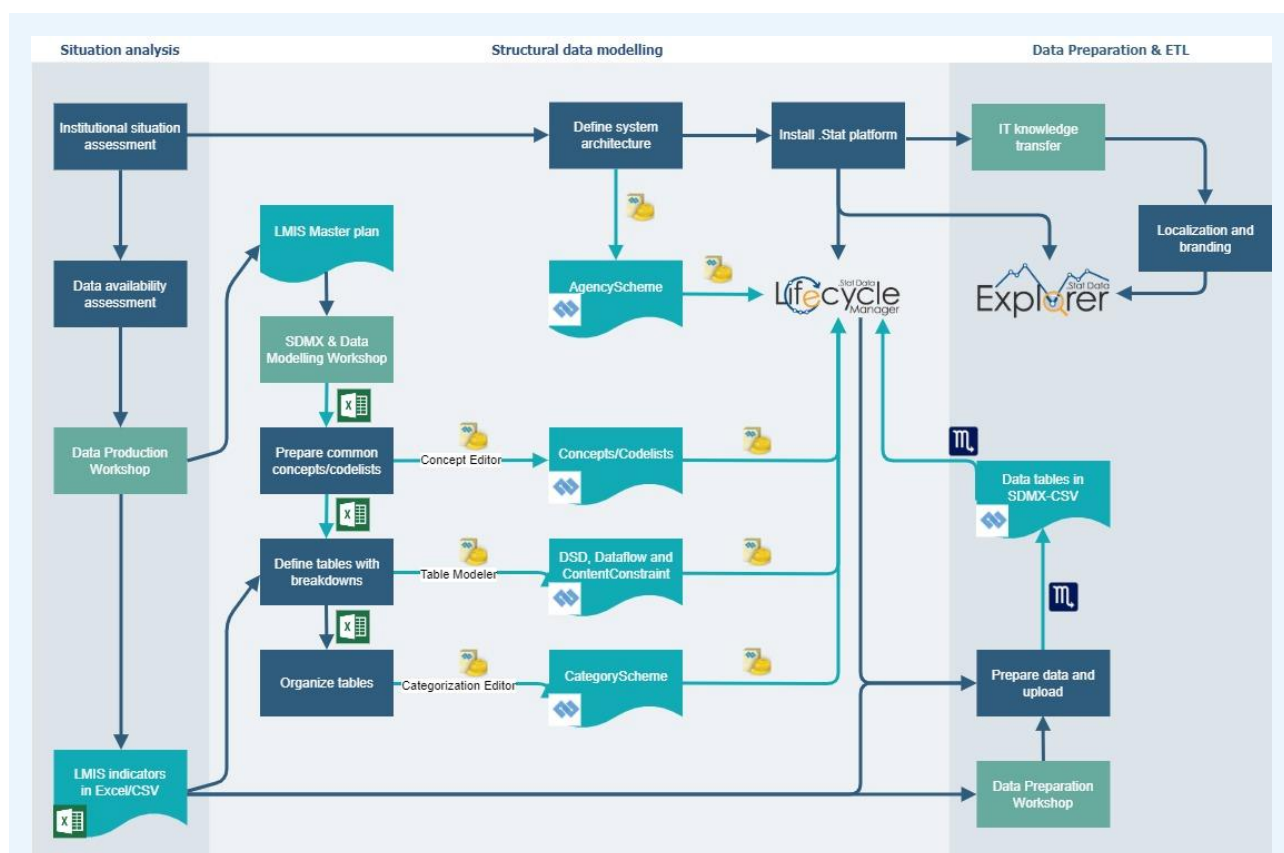 Situation analysis
Structural data modelling
Data Preparation & ETL
Institutional situation
assessment
Define system
architecture
Install .Stat platform
IT knowledge
transfer
LMIS Master plan
Localization and
branding
Data availability
assessment
AgencyScheme
.Stat Data
Lifecycle
Manager
.Stat Data
Explorer
SDMX & Data
Modelling Workshop
X
Data Production
Workshop
Prepare common
concepts/codelists
Concept Editor
Concepts/Codelists
Data tables in
SDMX-CSV
X
Define tables with
breakdowns
Table Modeler
DSD, Dataflow and
ContentConstraint
X
Organize tables
Categorization Editor
CategoryScheme
Prepare data and
upload
LMIS indicators
in Excel/CSV
X
Data Preparation
Workshop